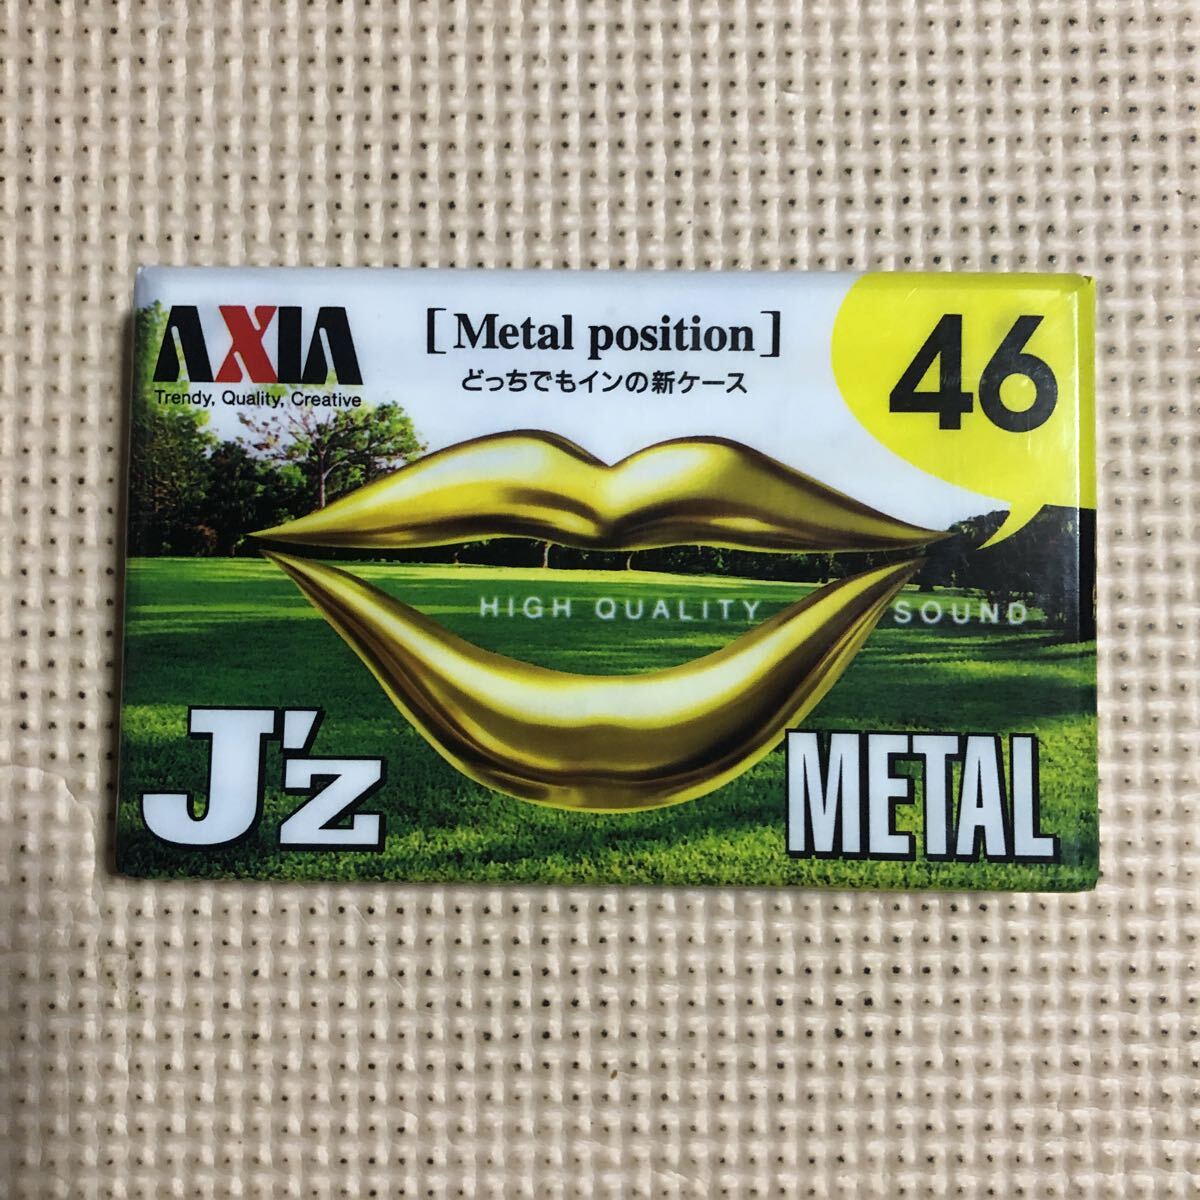 AXIA
Trendy, Quality, Creative
[Metal position]
どっちでもインの新ケース
46
HIGH QUALITY SOUND
J'z
METAL